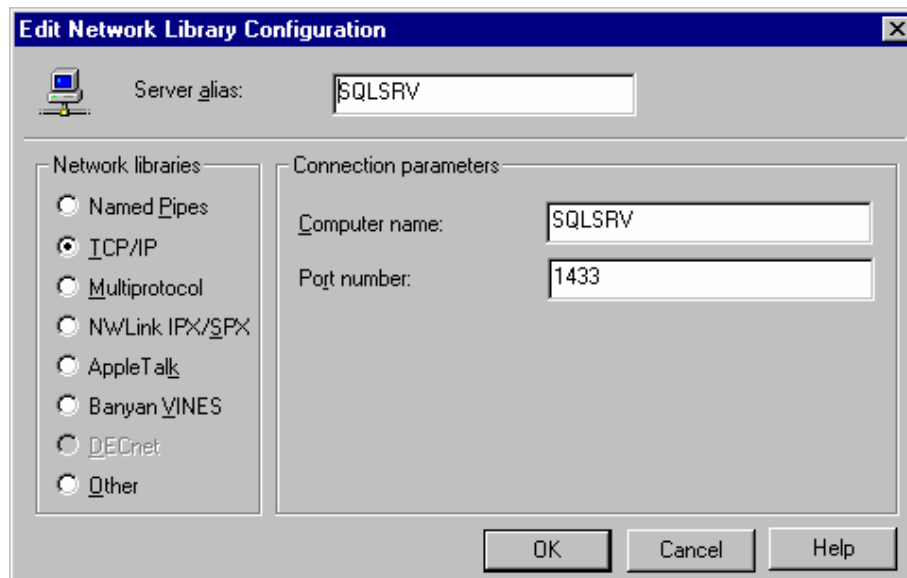 Edit Network Library Configuration
Server alias:
SQLSRV
Network libraries
Named Pipes
TCP/IP
Multiprotocol
NWLink IPX/SPX
AppleTalk
Banyan VINES
DECnet
Other
Connection parameters
Computer name:
SQLSRV
Port number:
1433
OK
Cancel
Help